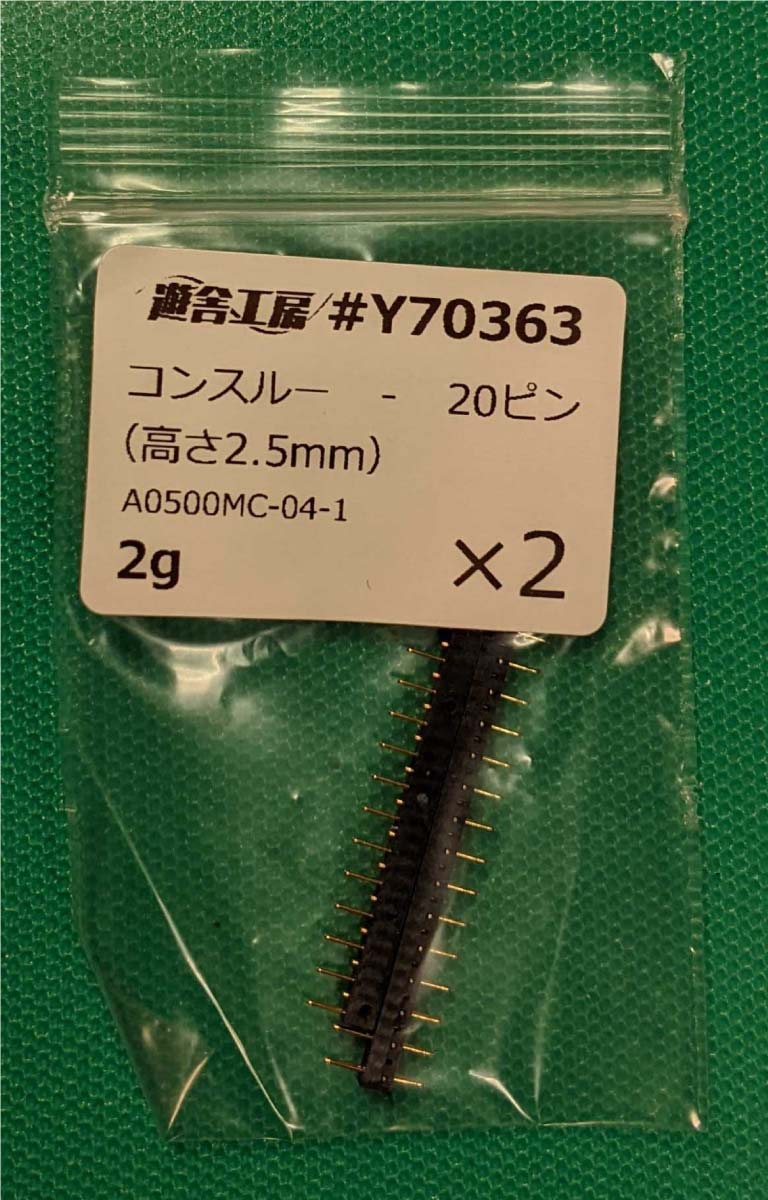 遊舎工房 #Y70363
コンスルー - 20ピン
(高さ2.5mm)
A0500MC-04-1
2g ×2